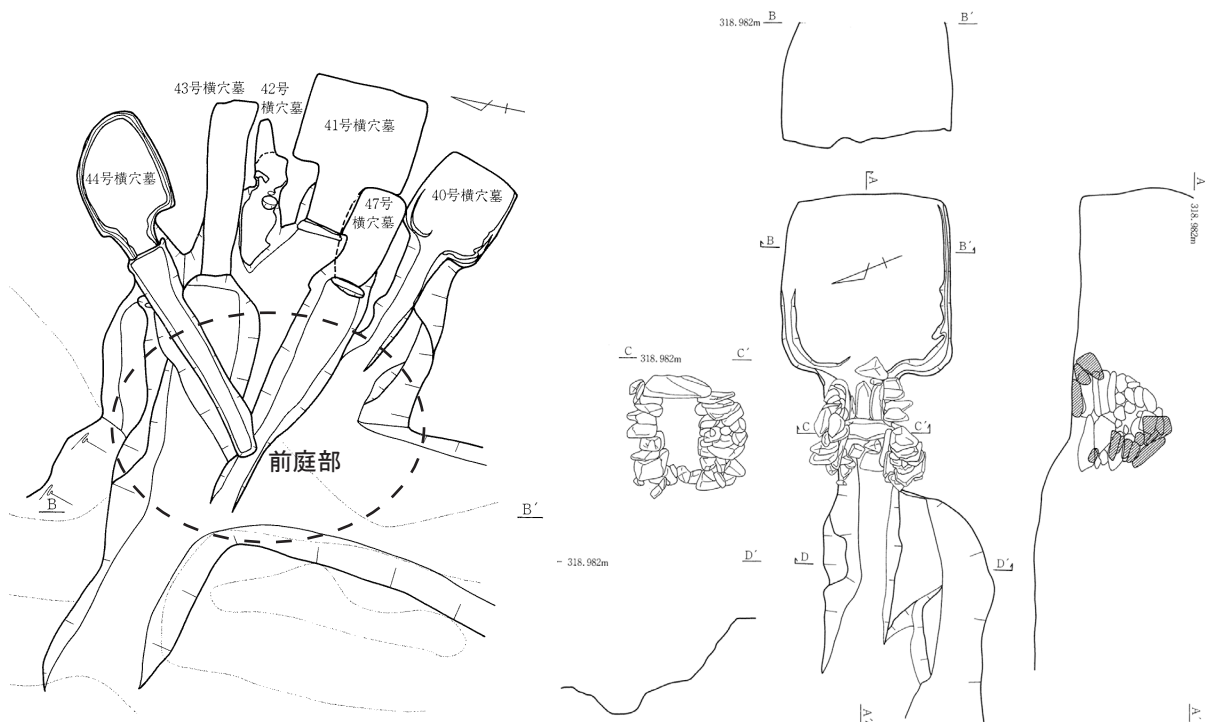 43号横穴墓
42号
横穴墓
41号横穴墓
44号横穴墓
47号
横穴墓
40号横穴墓
前庭部
B
B′
318.982m
B
B′
A
A
318.982m
B
B′
C
318.982m
C′
C
C′
318.982m
D′
D
D′
A′
A′